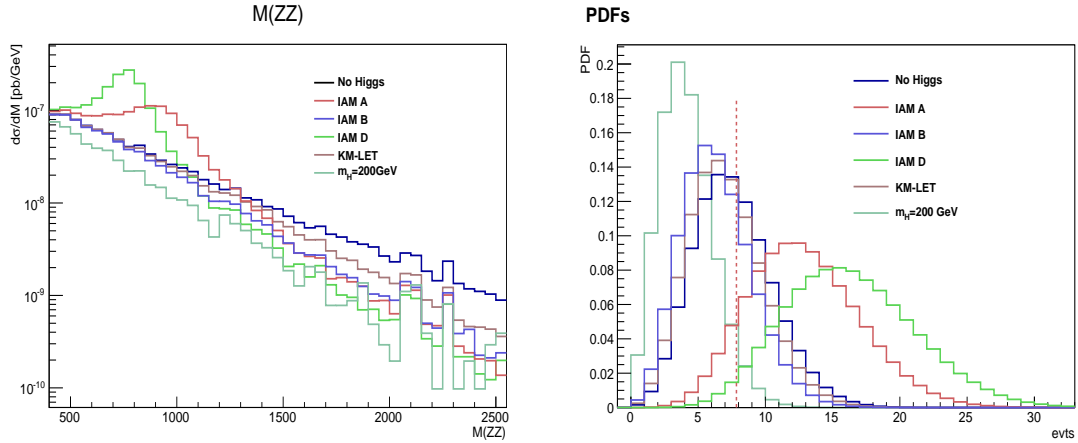 M(ZZ)
dσ/dM [pb/GeV]
10⁻⁷
10⁻⁸
10⁻⁹
10⁻¹⁰
No Higgs
IAM A
IAM B
IAM D
KM-LET
m_H=200GeV
500 1000 1500 2000 2500
M(ZZ)
PDFs
PDF
0.2
0.18
0.16
0.14
0.12
0.1
0.08
0.06
0.04
0.02
0
No Higgs
IAM A
IAM B
IAM D
KM-LET
m_H=200 GeV
0 5 10 15 20 25 30
evts